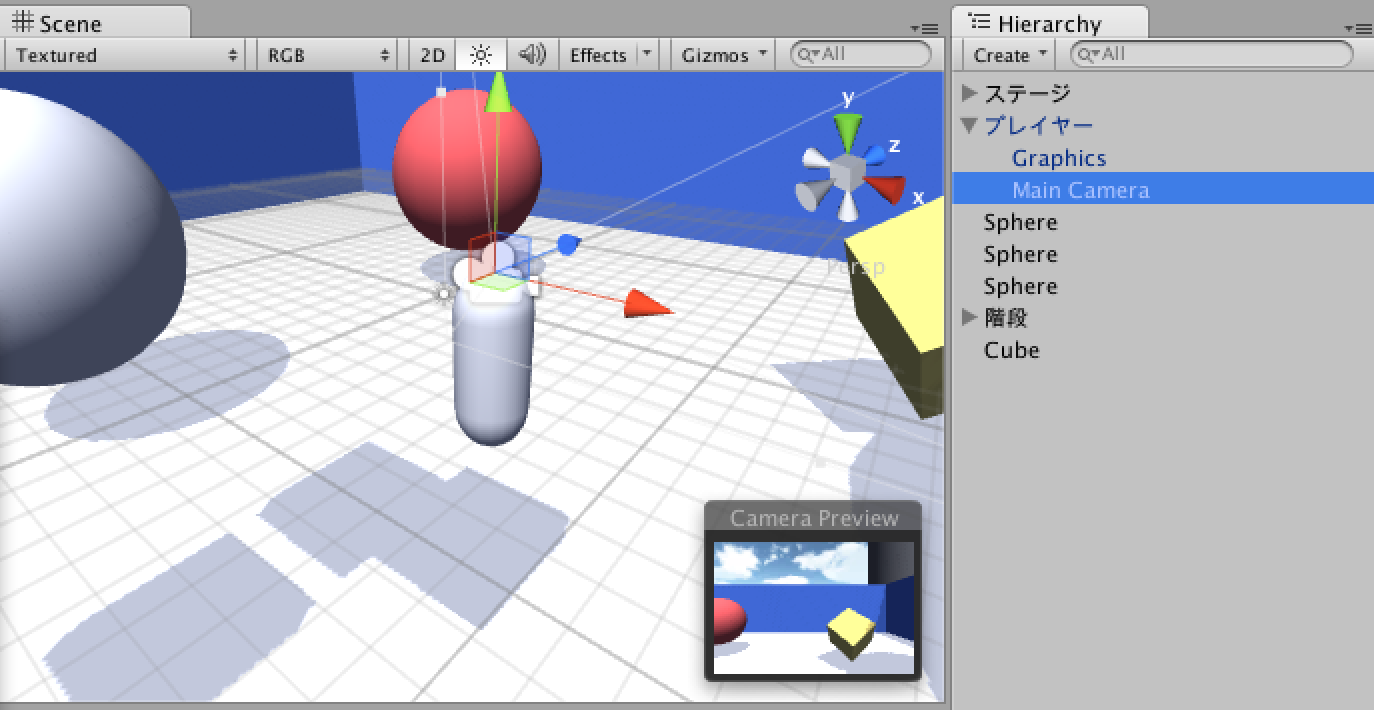 Scene
Textured RGB 2D Effects Gizmos All
y
z
x
Persp
Camera Preview
Hierarchy
Create All
ステージ
プレイヤー
Graphics
Main Camera
Sphere
Sphere
Sphere
階段
Cube